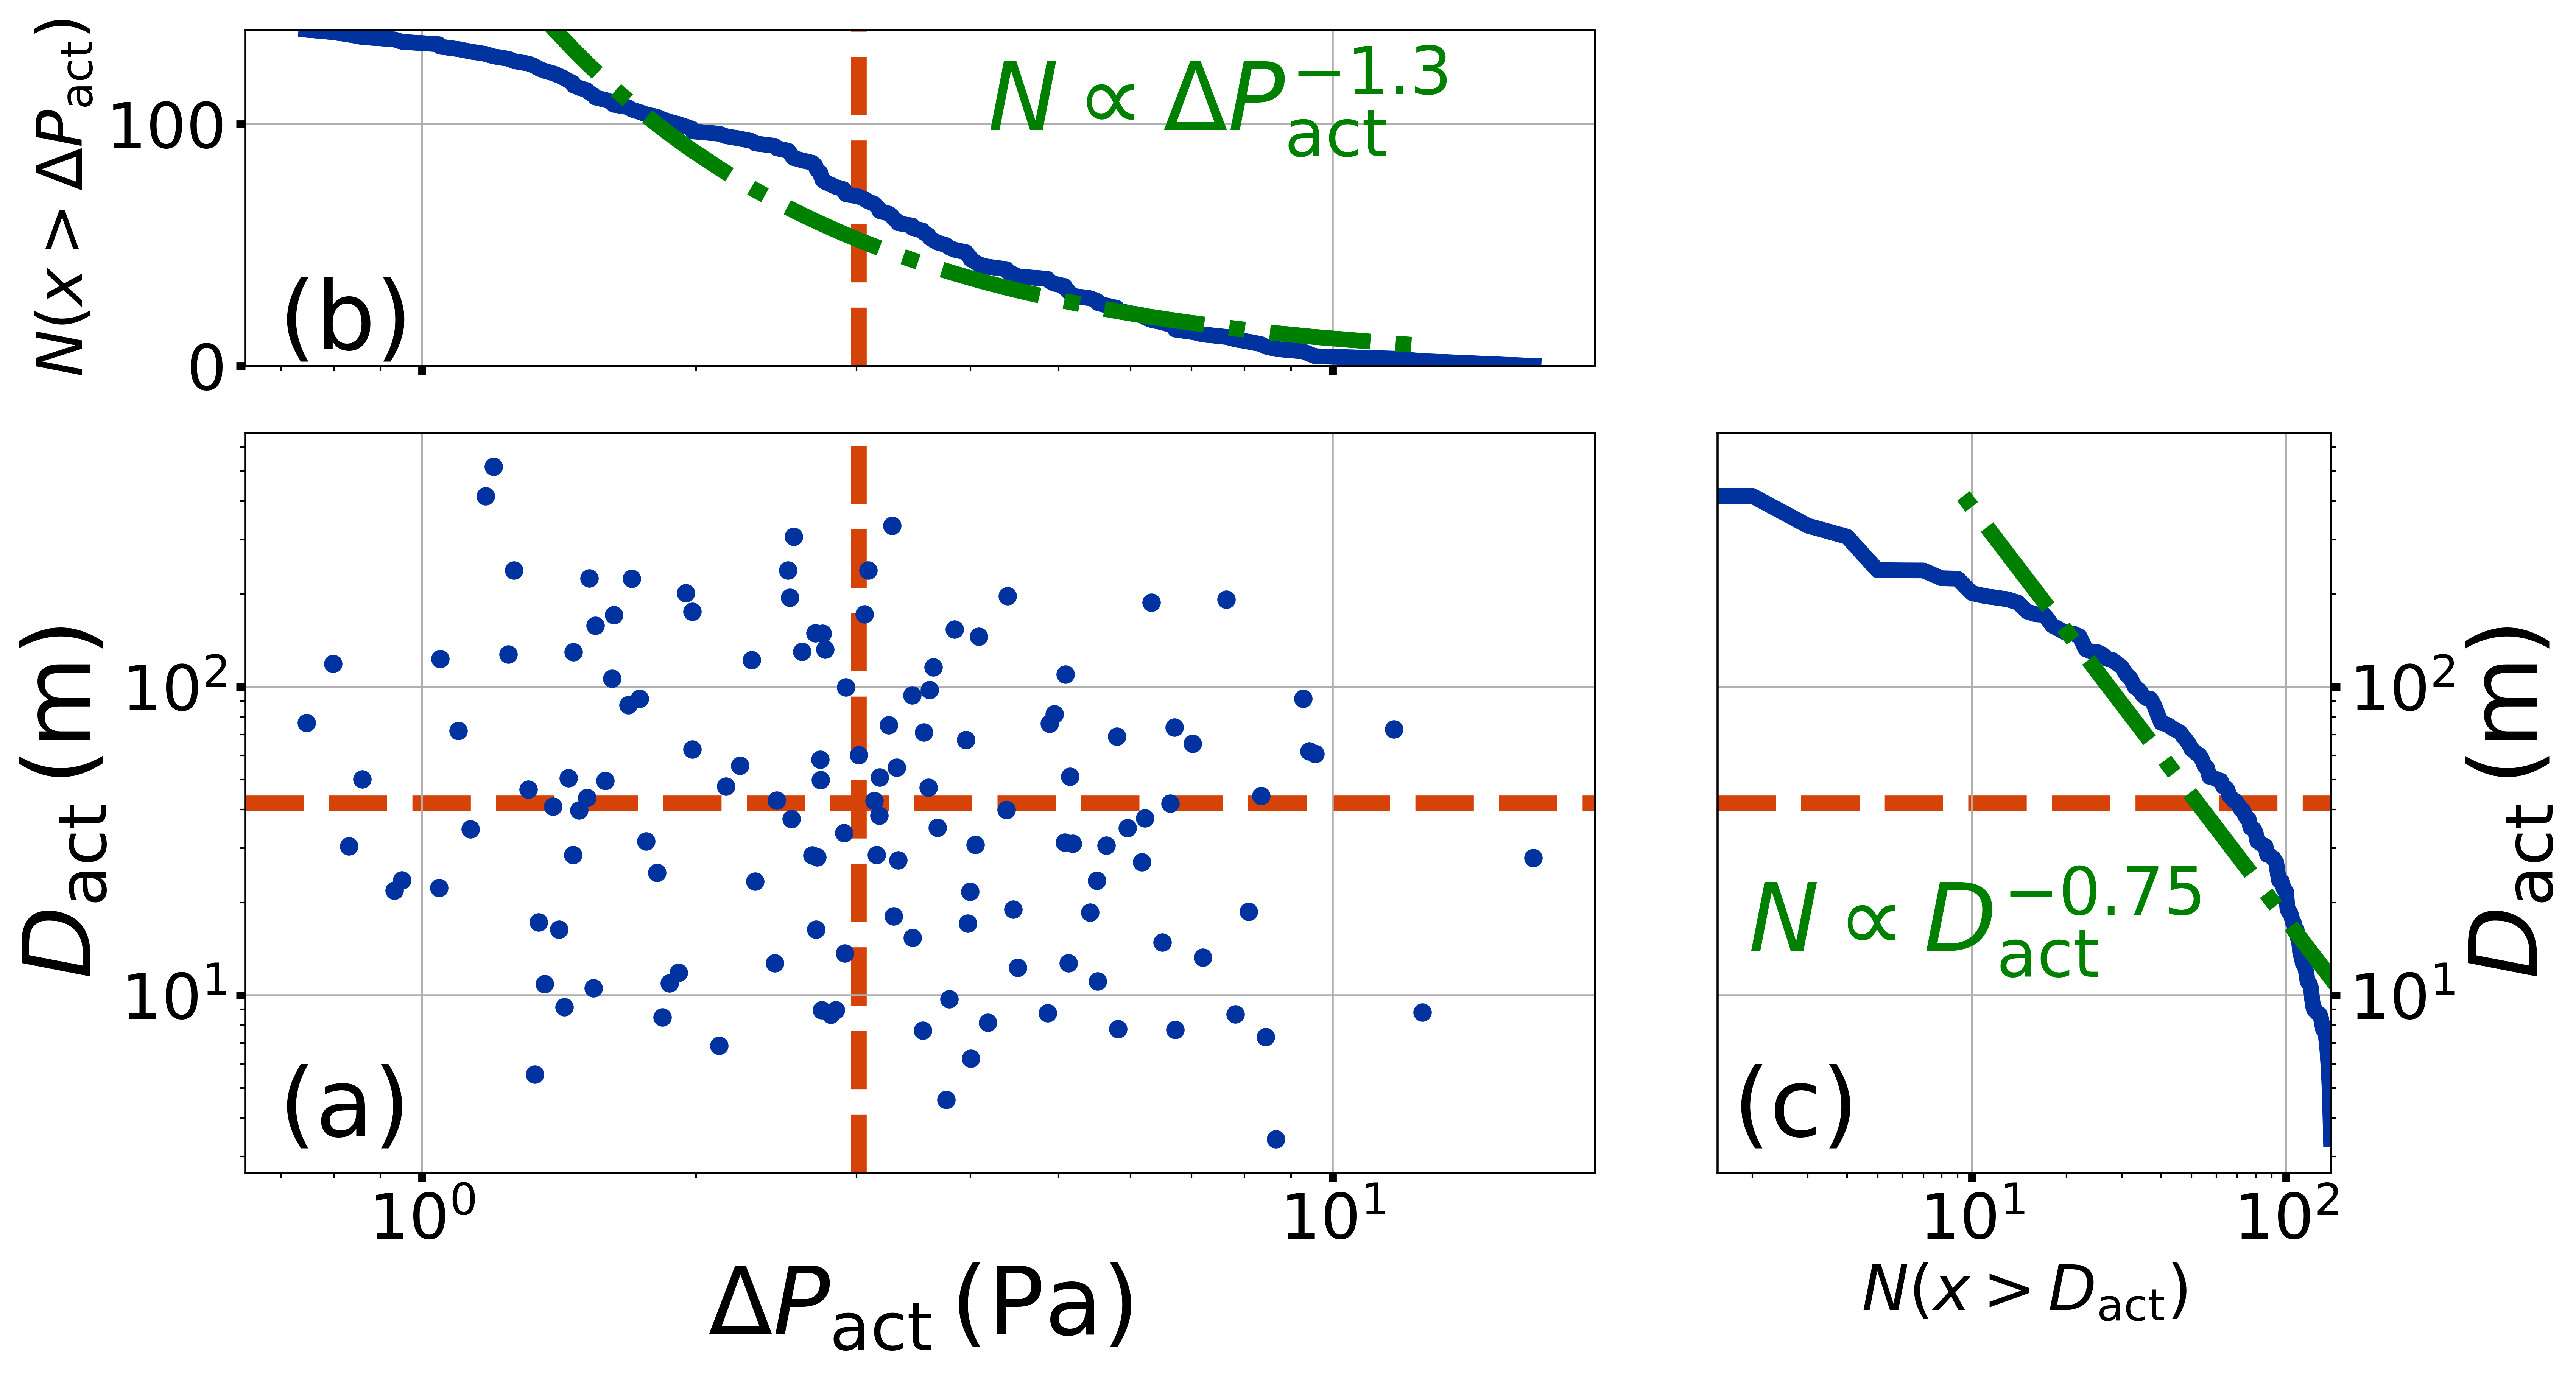 N(x > ΔP_act)
100
0
(b)
N ∝ ΔP_act^−1.3
D_act (m)
10^2
10^1
(a)
10^0
10^1
ΔP_act (Pa)
N ∝ D_act^−0.75
(c)
10^1
10^2
N(x > D_act)
10^2
10^1
D_act (m)